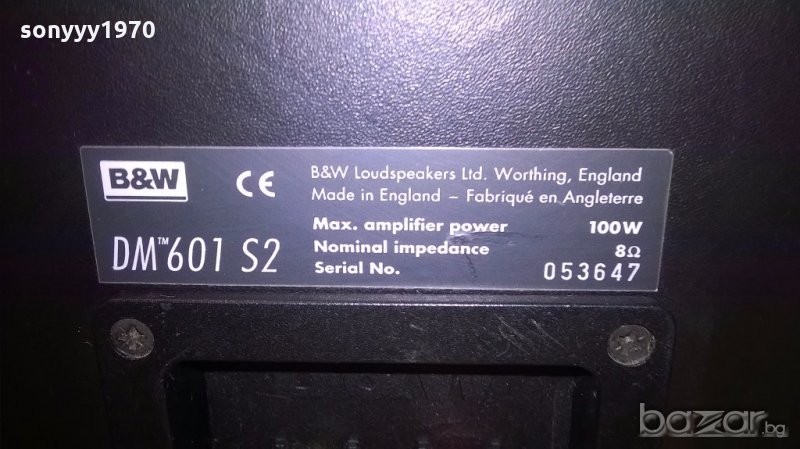 sonyyy1970
B&W
CE
B&W Loudspeakers Ltd. Worthing, England
Made in England – Fabriqué en Angleterre
DM™601 S2
Max. amplifier power 100W
Nominal impedance 8Ω
Serial No. 053647
bazar.bg